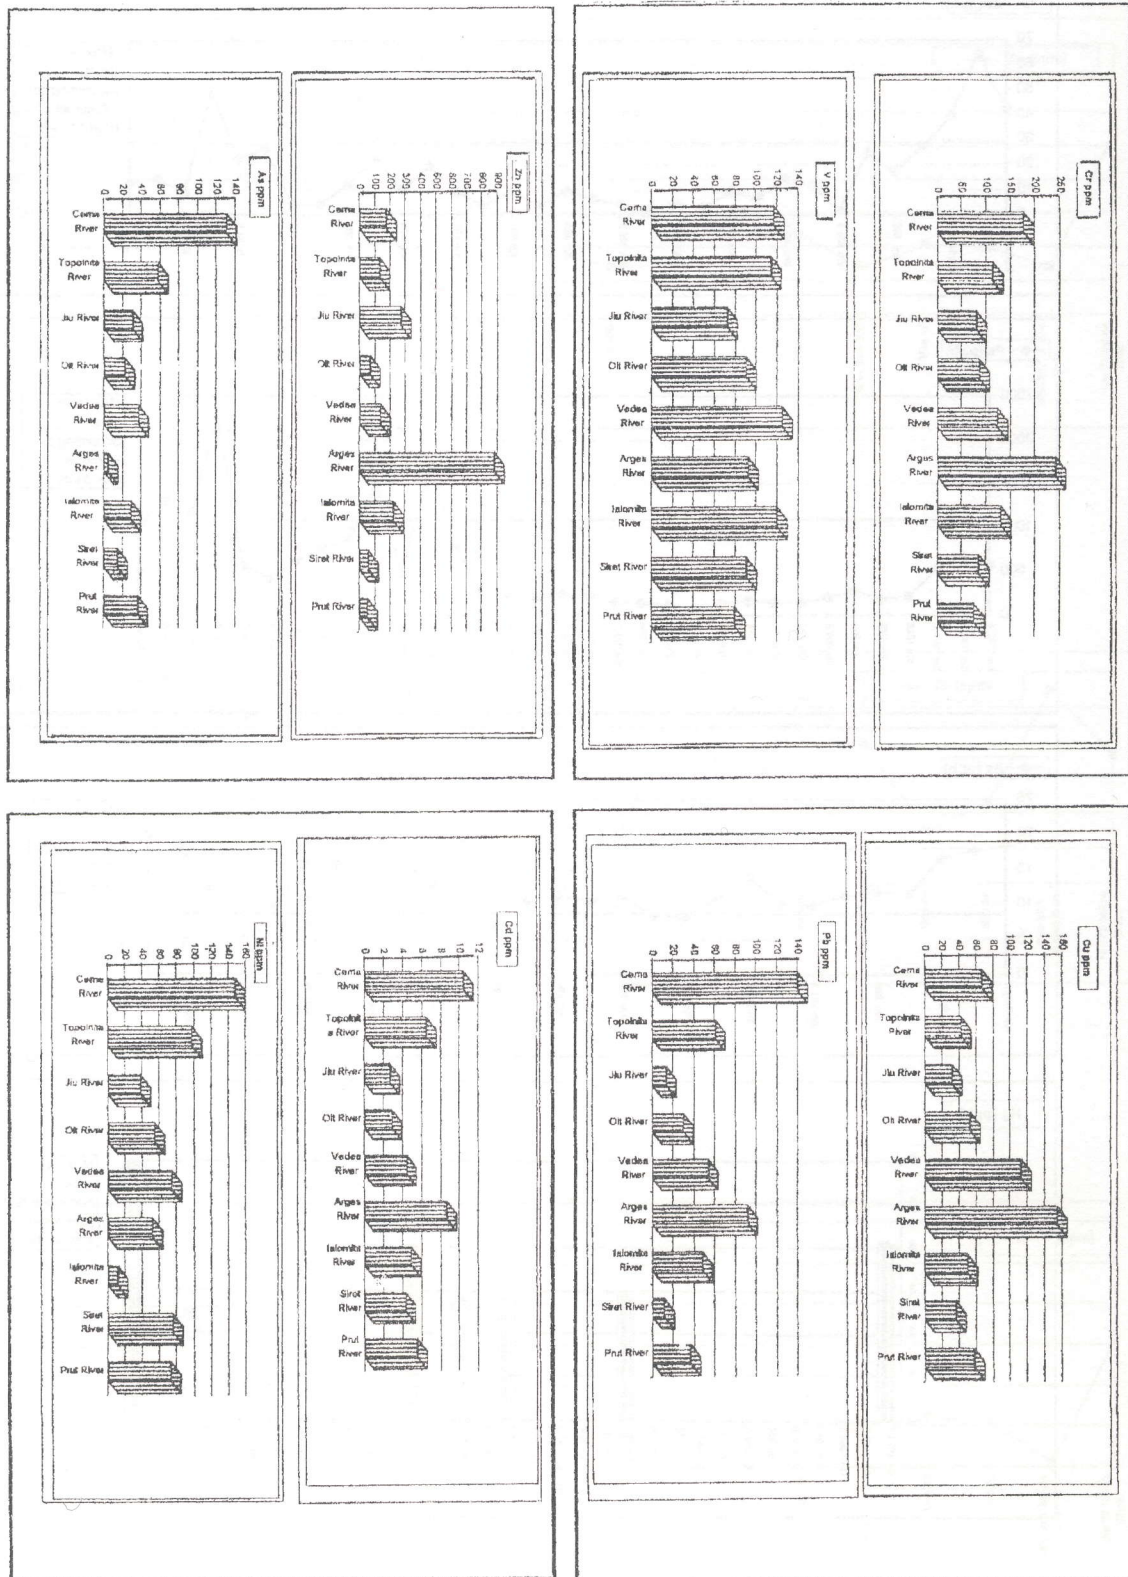 As ppm
0 20 40 60 80 100 120 140
Cerna
River
Topolnita
River
Jiu River
Olt River
Vedea
River
Arges
River
Ialomita
River
Siret
River
Prut
River
Zn ppm
0 100 200 300 400 500 600 700 800 900
Cerna
River
Topolnita
River
Jiu River
Olt River
Vedea
River
Arges
River
Ialomita
River
Siret River
Prut River
V ppm
0 20 40 60 80 100 120 140
Cerna
River
Topolnita
River
Jiu River
Olt River
Vedea
River
Arges
River
Ialomita
River
Siret River
Prut River
Cr ppm
0 50 100 150 200 250
Cerna
River
Topolnita
River
Jiu River
Olt River
Vedea
River
Arges
River
Ialomita
River
Siret
River
Prut
River
Ni ppm
0 20 40 60 80 100 120 140 160
Cerna
River
Topolnita
River
Jiu River
Olt River
Vedea
River
Arges
River
Ialomita
River
Siret
River
Prut River
Cd ppm
0 2 4 6 8 10 12
Cerna
River
Topolnit
a River
Jiu River
Olt River
Vedea
River
Arges
River
Ialomita
River
Siret
River
Prut
River
Pb ppm
0 20 40 60 80 100 120 140
Cerna
River
Topolnita
River
Jiu River
Olt River
Vedea
River
Arges
River
Ialomita
River
Siret River
Prut River
Cu ppm
0 20 40 60 80 100 120 140 160
Cerna
River
Topolnita
River
Jiu River
Olt River
Vedea
River
Arges
River
Ialomita
River
Siret
River
Prut River